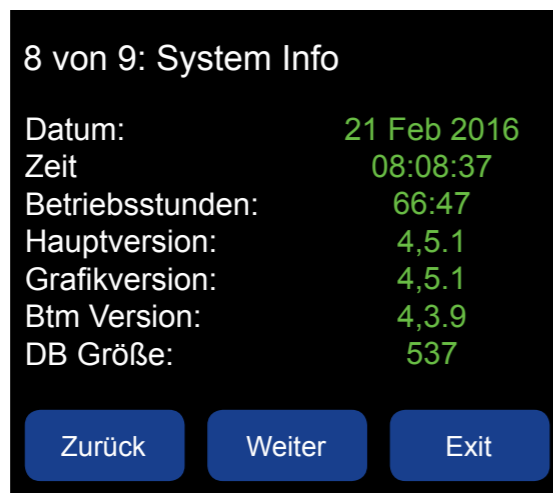 8 von 9: System Info
Datum: 21 Feb 2016
Zeit 08:08:37
Betriebsstunden: 66:47
Hauptversion: 4,5.1
Grafikversion: 4,5.1
Btm Version: 4,3.9
DB Größe: 537
Zurück Weiter Exit